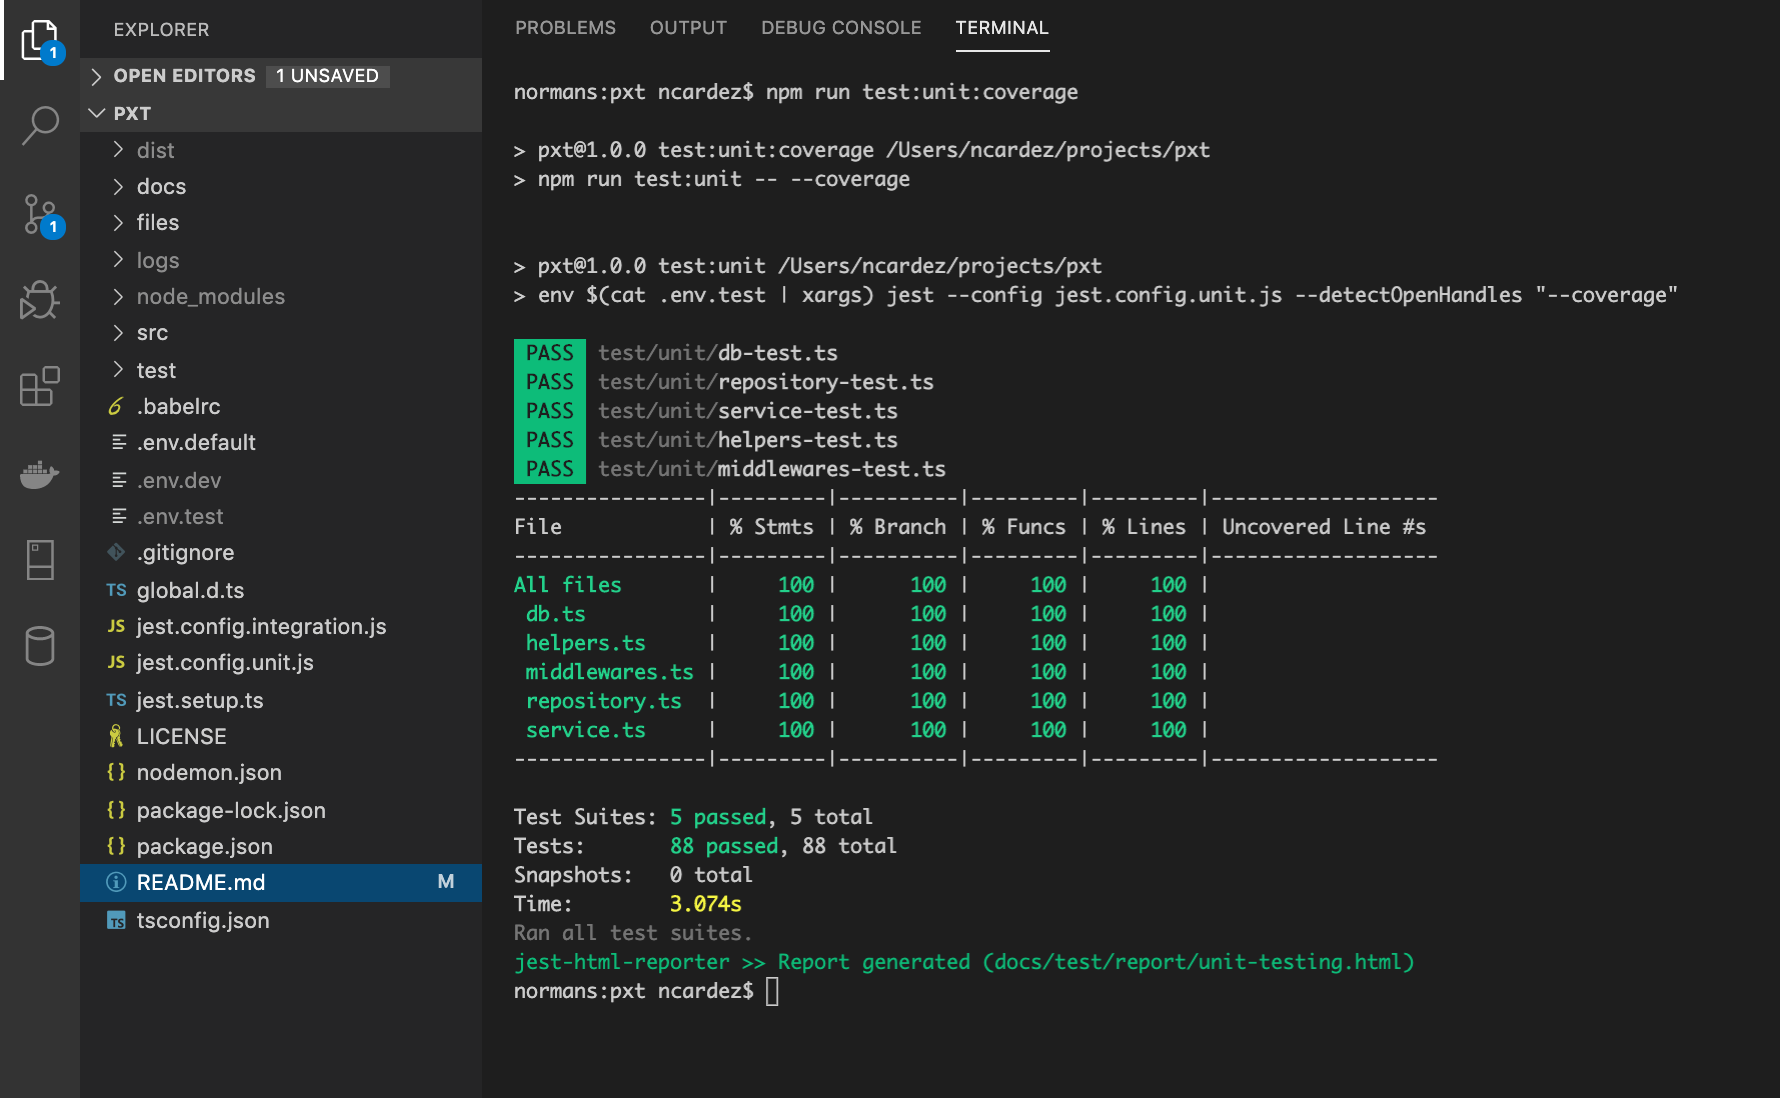 1
1
EXPLORER
OPEN EDITORS 1 UNSAVED
PXT
dist
docs
files
logs
node_modules
src
test
.babelrc
.env.default
.env.dev
.env.test
.gitignore
TS global.d.ts
JS jest.config.integration.js
JS jest.config.unit.js
TS jest.setup.ts
LICENSE
{} nodemon.json
{} package-lock.json
{} package.json
README.md M
TS tsconfig.json
PROBLEMS OUTPUT DEBUG CONSOLE TERMINAL
normans:pxt ncardez$ npm run test:unit:coverage
> pxt@1.0.0 test:unit:coverage /Users/ncardez/projects/pxt
> npm run test:unit -- --coverage
> pxt@1.0.0 test:unit /Users/ncardez/projects/pxt
> env $(cat .env.test | xargs) jest --config jest.config.unit.js --detectOpenHandles "--coverage"
PASS test/unit/db-test.ts
PASS test/unit/repository-test.ts
PASS test/unit/service-test.ts
PASS test/unit/helpers-test.ts
PASS test/unit/middlewares-test.ts
----------------|---------|----------|---------|---------|-------------------
File            | % Stmts | % Branch | % Funcs | % Lines | Uncovered Line #s
----------------|---------|----------|---------|---------|-------------------
All files       |     100 |      100 |     100 |     100 |
 db.ts          |     100 |      100 |     100 |     100 |
 helpers.ts     |     100 |      100 |     100 |     100 |
 middlewares.ts |     100 |      100 |     100 |     100 |
 repository.ts  |     100 |      100 |     100 |     100 |
 service.ts     |     100 |      100 |     100 |     100 |
----------------|---------|----------|---------|---------|-------------------
Test Suites: 5 passed, 5 total
Tests:       88 passed, 88 total
Snapshots:   0 total
Time:        3.074s
Ran all test suites.
jest-html-reporter >> Report generated (docs/test/report/unit-testing.html)
normans:pxt ncardez$